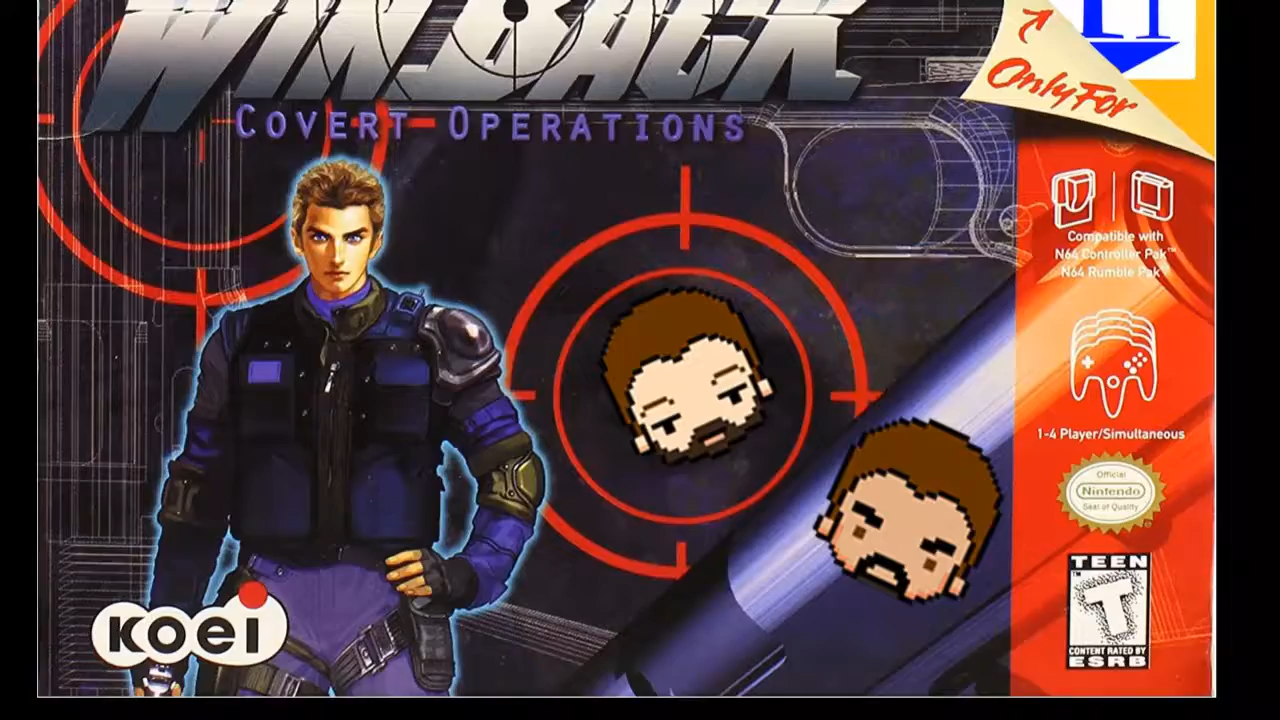 WINBACK
COVERT OPERATIONS
Only For
Compatible with
N64 Controller Pak™
N64 Rumble Pak™
1-4 Player/Simultaneous
Official
Nintendo
Seal of Quality
KOEI
TEEN
T
CONTENT RATED BY
ESRB